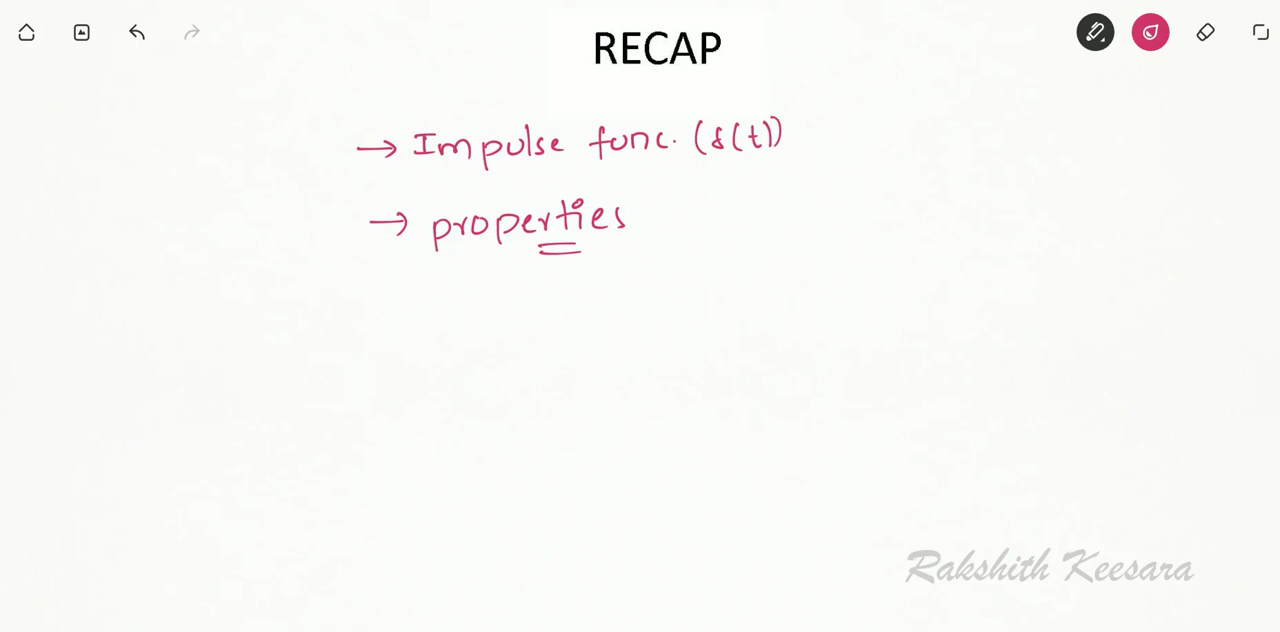 RECAP
→ Impulse func. (δ(t))
→ properties
Rakshith Keesara